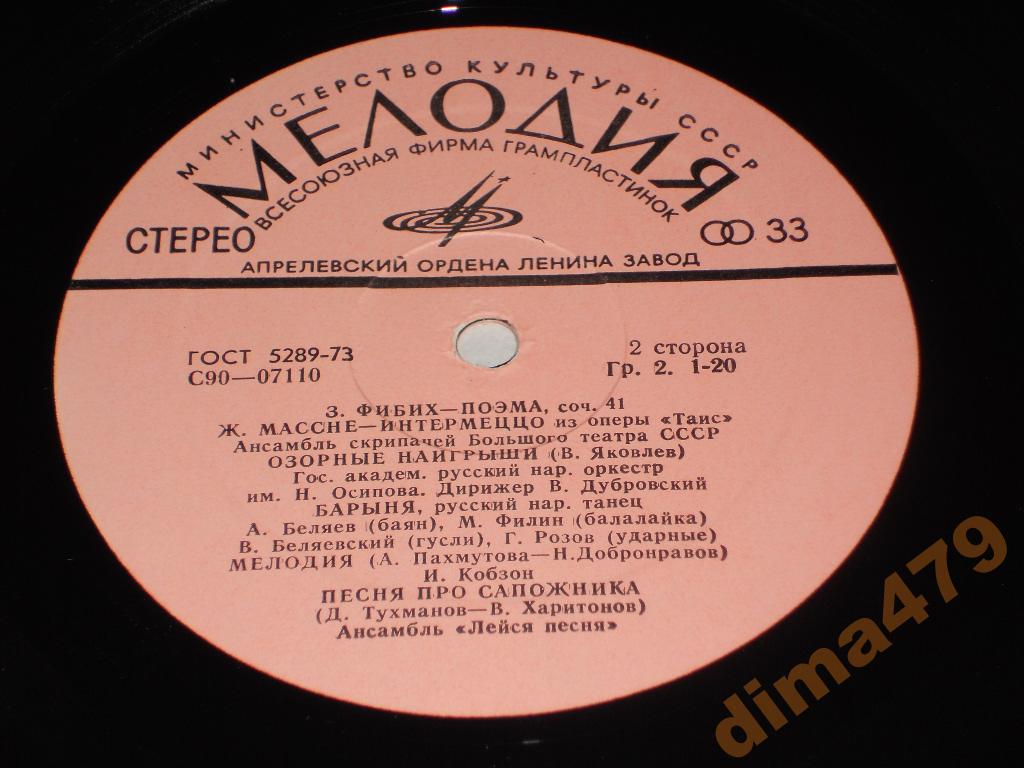 МИНИСТЕРСТВО КУЛЬТУРЫ СССР
МЕЛОДИЯ
ВСЕСОЮЗНАЯ ФИРМА ГРАМПЛАСТИНОК
СТЕРЕО
33
АПРЕЛЕВСКИЙ ОРДЕНА ЛЕНИНА ЗАВОД
ГОСТ 5289-73
2 сторона
С90—07110
Гр. 2. 1-20
З. ФИБИХ—ПОЭМА, соч. 41
Ж. МАССНЕ—ИНТЕРМЕЦЦО из оперы «Таис»
Ансамбль скрипачей Большого театра СССР
ОЗОРНЫЕ НАИГРЫШИ (В. Яковлев)
Гос. академ. русский нар. оркестр
им. Н. Осипова. Дирижер В. Дубровский
БАРЫНЯ, русский нар. танец
А. Беляев (баян), М. Филин (балалайка)
В. Беляевский (гусли), Г. Розов (ударные)
МЕЛОДИЯ (А. Пахмутова—Н. Добронравов)
И. Кобзон
ПЕСНЯ ПРО САПОЖНИКА
(Д. Тухманов—В. Харитонов)
Ансамбль «Лейся песня»
dima479